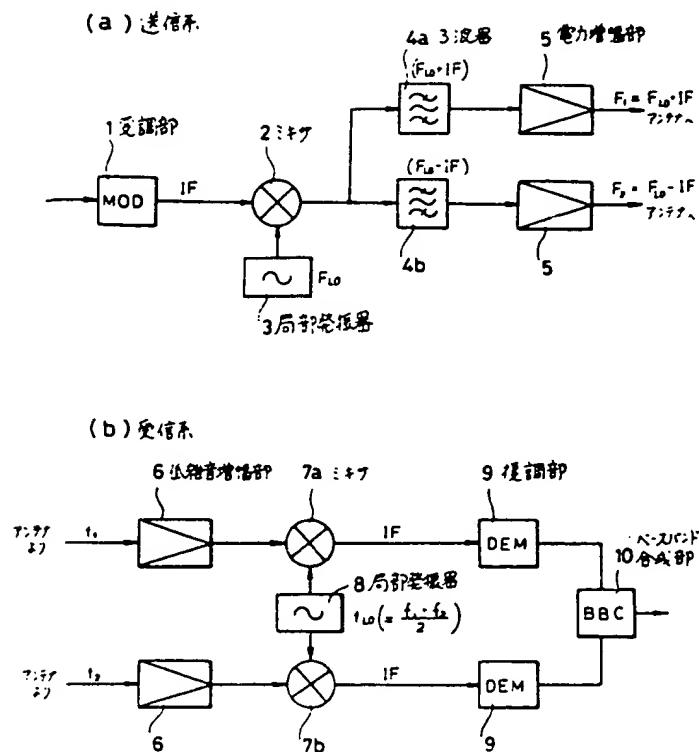 (a) 送信系
1 変調部
MOD
IF
2 ミキサ
3 局部発振器
F_LO
4a ろ波器
(F_LO+IF)
5 電力増幅部
F₁ = F_LO+IF
アンテナへ
(F_LO-IF)
4b
5
F₂ = F_LO-IF
アンテナへ
(b) 受信系
アンテナより
f₁
6 低雑音増幅部
7a ミキサ
IF
9 復調部
DEM
8 局部発振器
10 ベースバンド合成部
BBC
アンテナより
f₂
6
7b
IF
DEM
9